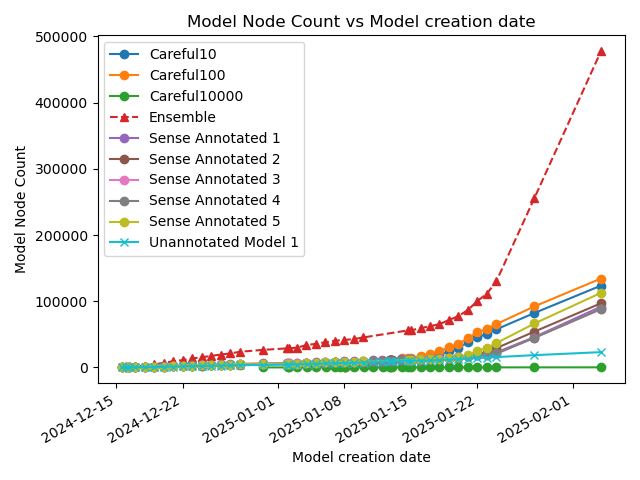 Model Node Count vs Model creation date
Careful10
Careful100
Careful10000
Ensemble
Sense Annotated 1
Sense Annotated 2
Sense Annotated 3
Sense Annotated 4
Sense Annotated 5
Unannotated Model 1
Model Node Count
500000
400000
300000
200000
100000
0
2024-12-15
2024-12-22
2025-01-01
2025-01-08
2025-01-15
2025-01-22
2025-02-01
Model creation date